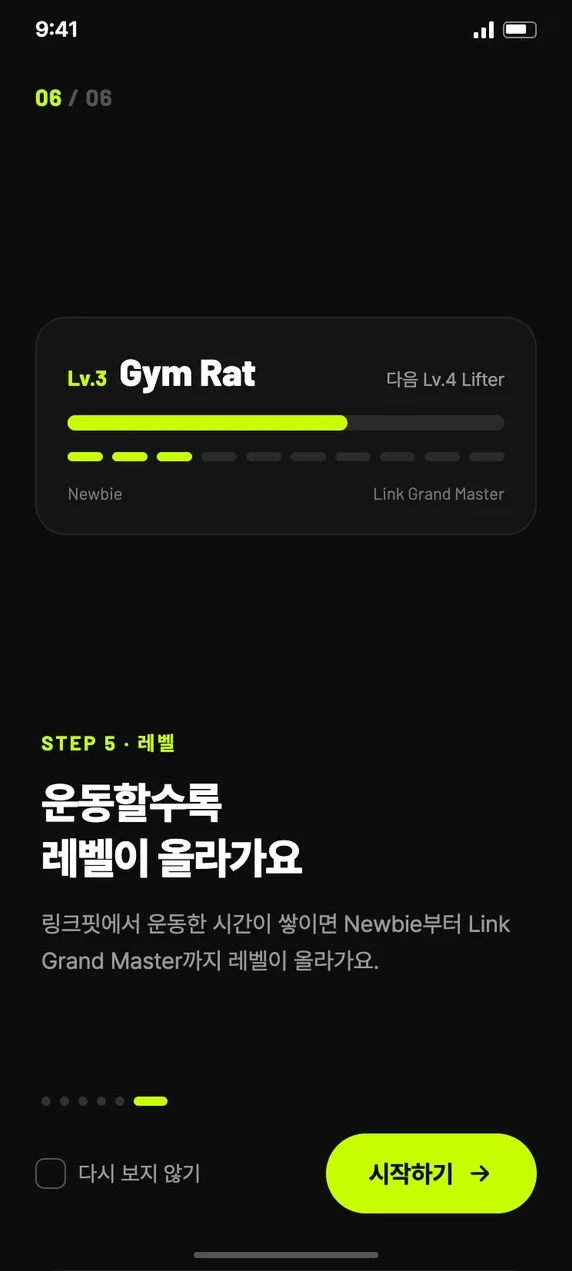 9:41
06 / 06
Lv.3 Gym Rat 다음 Lv.4 Lifter
Newbie Link Grand Master
STEP 5 · 레벨
운동할수록
레벨이 올라가요
링크핏에서 운동한 시간이 쌓이면 Newbie부터 Link
Grand Master까지 레벨이 올라가요.
다시 보지 않기 시작하기 →